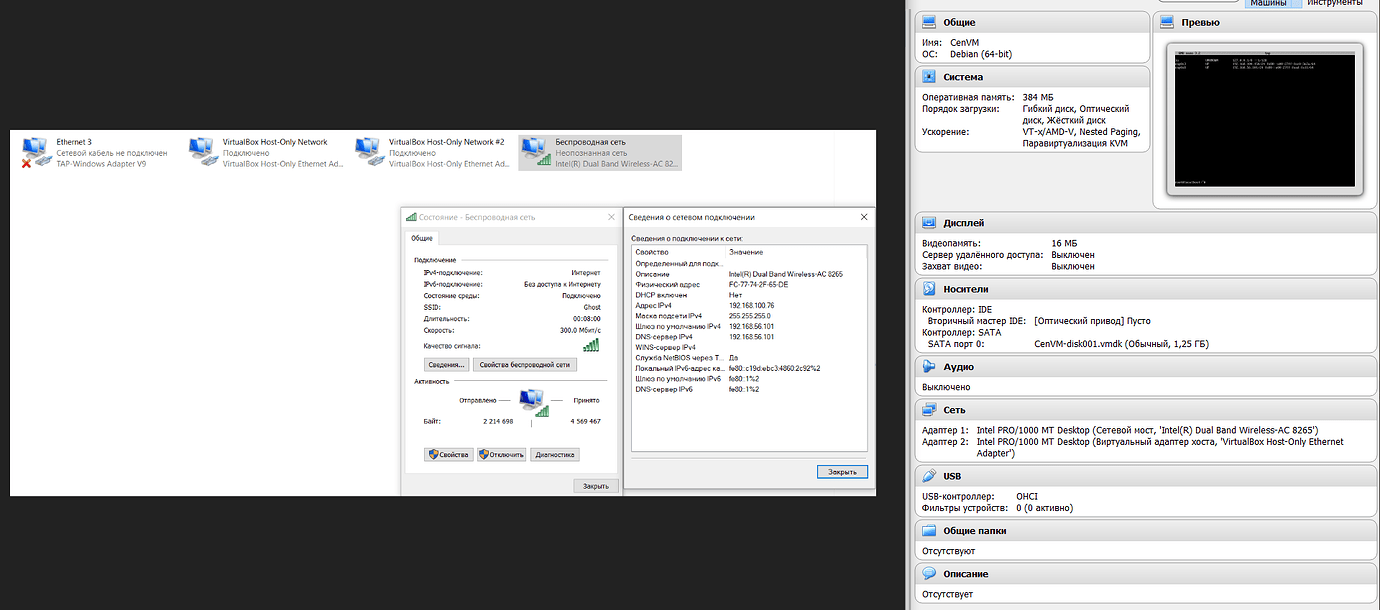 Ethernet 3
Сетевой кабель не подключен
TAP-Windows Adapter V9
VirtualBox Host-Only Network
Подключено
VirtualBox Host-Only Ethernet Ad...
VirtualBox Host-Only Network #2
Подключено
VirtualBox Host-Only Ethernet Ad...
Беспроводная сеть
Неопознанная сеть
Intel(R) Dual Band Wireless-AC 82...
Состояние - Беспроводная сеть
Общие
Подключение
IPv4-подключение: Интернет
IPv6-подключение: Без доступа к Интернету
Состояние среды: Подключено
SSID: Ghost
Длительность: 00:08:00
Скорость: 300.0 Мбит/с
Качество сигнала:
Сведения...
Свойства беспроводной сети
Активность
Отправлено — — Принято
Байт: 2 214 698 | 4 569 467
Свойства
Отключить
Диагностика
Закрыть
Сведения о сетевом подключении
Сведения о подключении к сети:
Свойство Значение
Определенный для подк...
Описание Intel(R) Dual Band Wireless-AC 8265
Физический адрес FC-77-74-2F-65-DE
DHCP включен Нет
Адрес IPv4 192.168.100.76
Маска подсети IPv4 255.255.255.0
Шлюз по умолчанию IPv4 192.168.56.101
DNS-сервер IPv4 192.168.56.101
WINS-сервер IPv4
Служба NetBIOS через T... Да
Локальный IPv6-адрес ка... fe80::c19d:ebc3:4860:2c92%2
Шлюз по умолчанию IPv6 fe80::1%2
DNS-сервер IPv6 fe80::1%2
Закрыть
Машины
Инструменты
Общие
Имя: CenVM
ОС: Debian (64-bit)
Система
Оперативная память: 384 МБ
Порядок загрузки: Гибкий диск, Оптический
диск, Жёсткий диск
Ускорение: VT-x/AMD-V, Nested Paging,
Паравиртуализация KVM
Превью
Дисплей
Видеопамять: 16 МБ
Сервер удалённого доступа: Выключен
Захват видео: Выключен
Носители
Контроллер: IDE
Вторичный мастер IDE: [Оптический привод] Пусто
Контроллер: SATA
SATA порт 0: CenVM-disk001.vmdk (Обычный, 1,25 ГБ)
Аудио
Выключено
Сеть
Адаптер 1: Intel PRO/1000 MT Desktop (Сетевой мост, 'Intel(R) Dual Band Wireless-AC 8265')
Адаптер 2: Intel PRO/1000 MT Desktop (Виртуальный адаптер хоста, 'VirtualBox Host-Only Ethernet
Adapter')
USB
USB-контроллер: OHCI
Фильтры устройств: 0 (0 активно)
Общие папки
Отсутствуют
Описание
Отсутствует